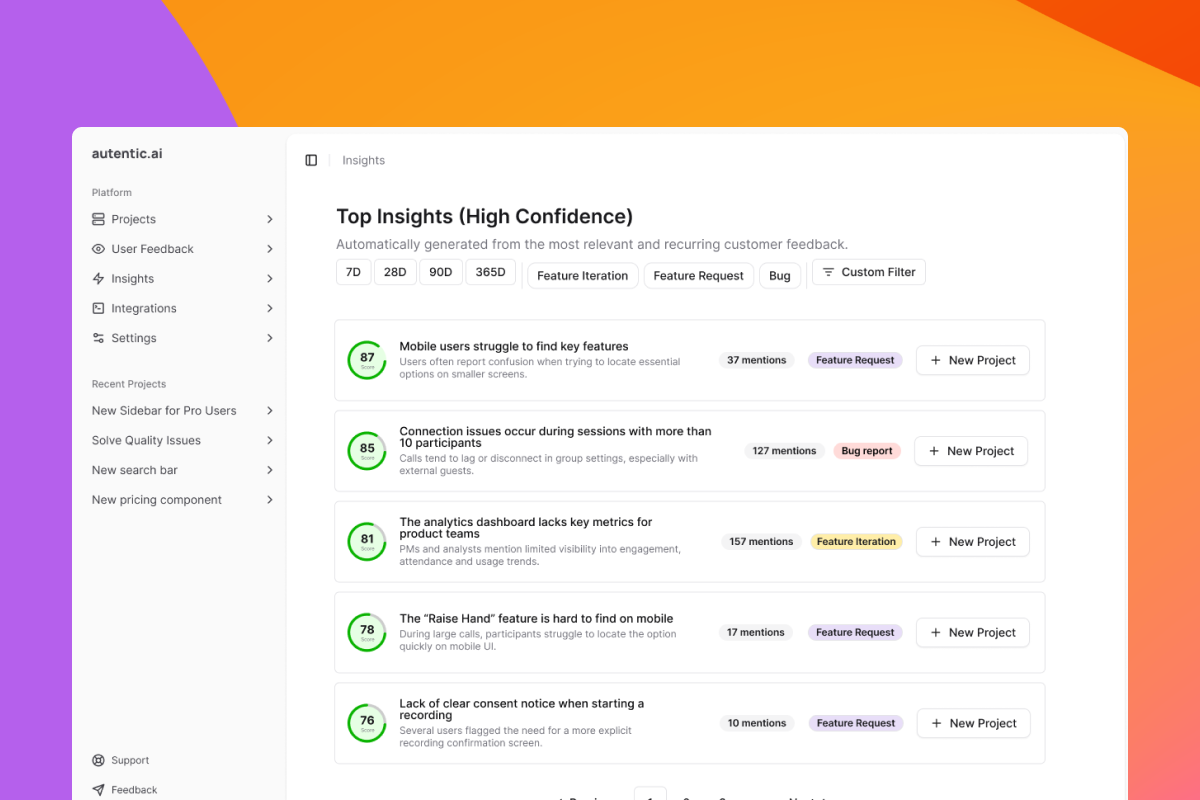 autentic.ai
Platform
Projects
User Feedback
Insights
Integrations
Settings
Recent Projects
New Sidebar for Pro Users
Solve Quality Issues
New search bar
New pricing component
Support
Feedback
Insights
Top Insights (High Confidence)
Automatically generated from the most relevant and recurring customer feedback.
7D 28D 90D 365D Feature Iteration Feature Request Bug Custom Filter
87
Score
Mobile users struggle to find key features
Users often report confusion when trying to locate essential
options on smaller screens.
37 mentions Feature Request + New Project
85
Score
Connection issues occur during sessions with more than
10 participants
Calls tend to lag or disconnect in group settings, especially with
external guests.
127 mentions Bug report + New Project
81
Score
The analytics dashboard lacks key metrics for
product teams
PMs and analysts mention limited visibility into engagement,
attendance and usage trends.
157 mentions Feature Iteration + New Project
78
Score
The “Raise Hand” feature is hard to find on mobile
During large calls, participants struggle to locate the option
quickly on mobile UI.
17 mentions Feature Request + New Project
76
Score
Lack of clear consent notice when starting a
recording
Several users flagged the need for a more explicit
recording confirmation screen.
10 mentions Feature Request + New Project